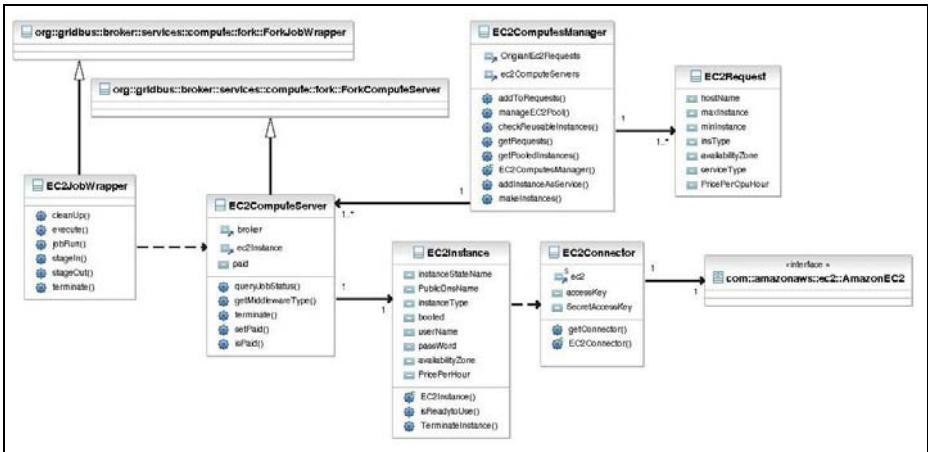 org::gridbus::broker::services::compute::fork::ForkJobWrapper
org::gridbus::broker::services::compute::fork::ForkComputeServer
EC2ComputesManager
OrigiantEc2Requests
ec2ComputeServers
addToRequests()
manageEC2Pool()
checkReusableInstances()
getRequests()
getPooledInstances()
EC2ComputesManager()
addInstanceAsService()
makeInstances()
1
1..*
EC2Request
hostName
maxInstance
minInstance
insType
availabilityZone
serviceType
PricePerCpuHour
EC2JobWrapper
cleanUp()
execute()
jobRun()
stageIn()
stageOut()
terminate()
EC2ComputeServer
broker
ec2Instance
paid
queryJobStatus()
getMiddlewareType()
terminate()
setPaid()
isPaid()
1
1..*
1
1
EC2Instance
instanceStateName
PublicDnsName
instanceType
booted
userName
passWord
availabilityZone
PricePerHour
EC2Instance()
isReadytoUse()
TerminateInstance()
EC2Connector
S
ec2
accessKey
SecretAccessKey
getConnector()
EC2Connector()
1
1
«interface »
com::amazonaws::ec2::AmazonEC2